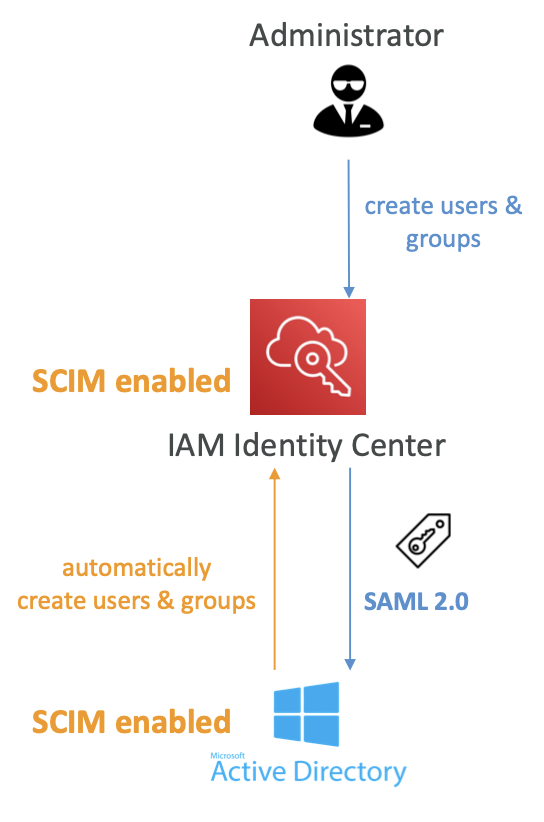 Administrator
create users &
groups
SCIM enabled
IAM Identity Center
automatically
create users & groups
SAML 2.0
SCIM enabled
Microsoft
Active Directory